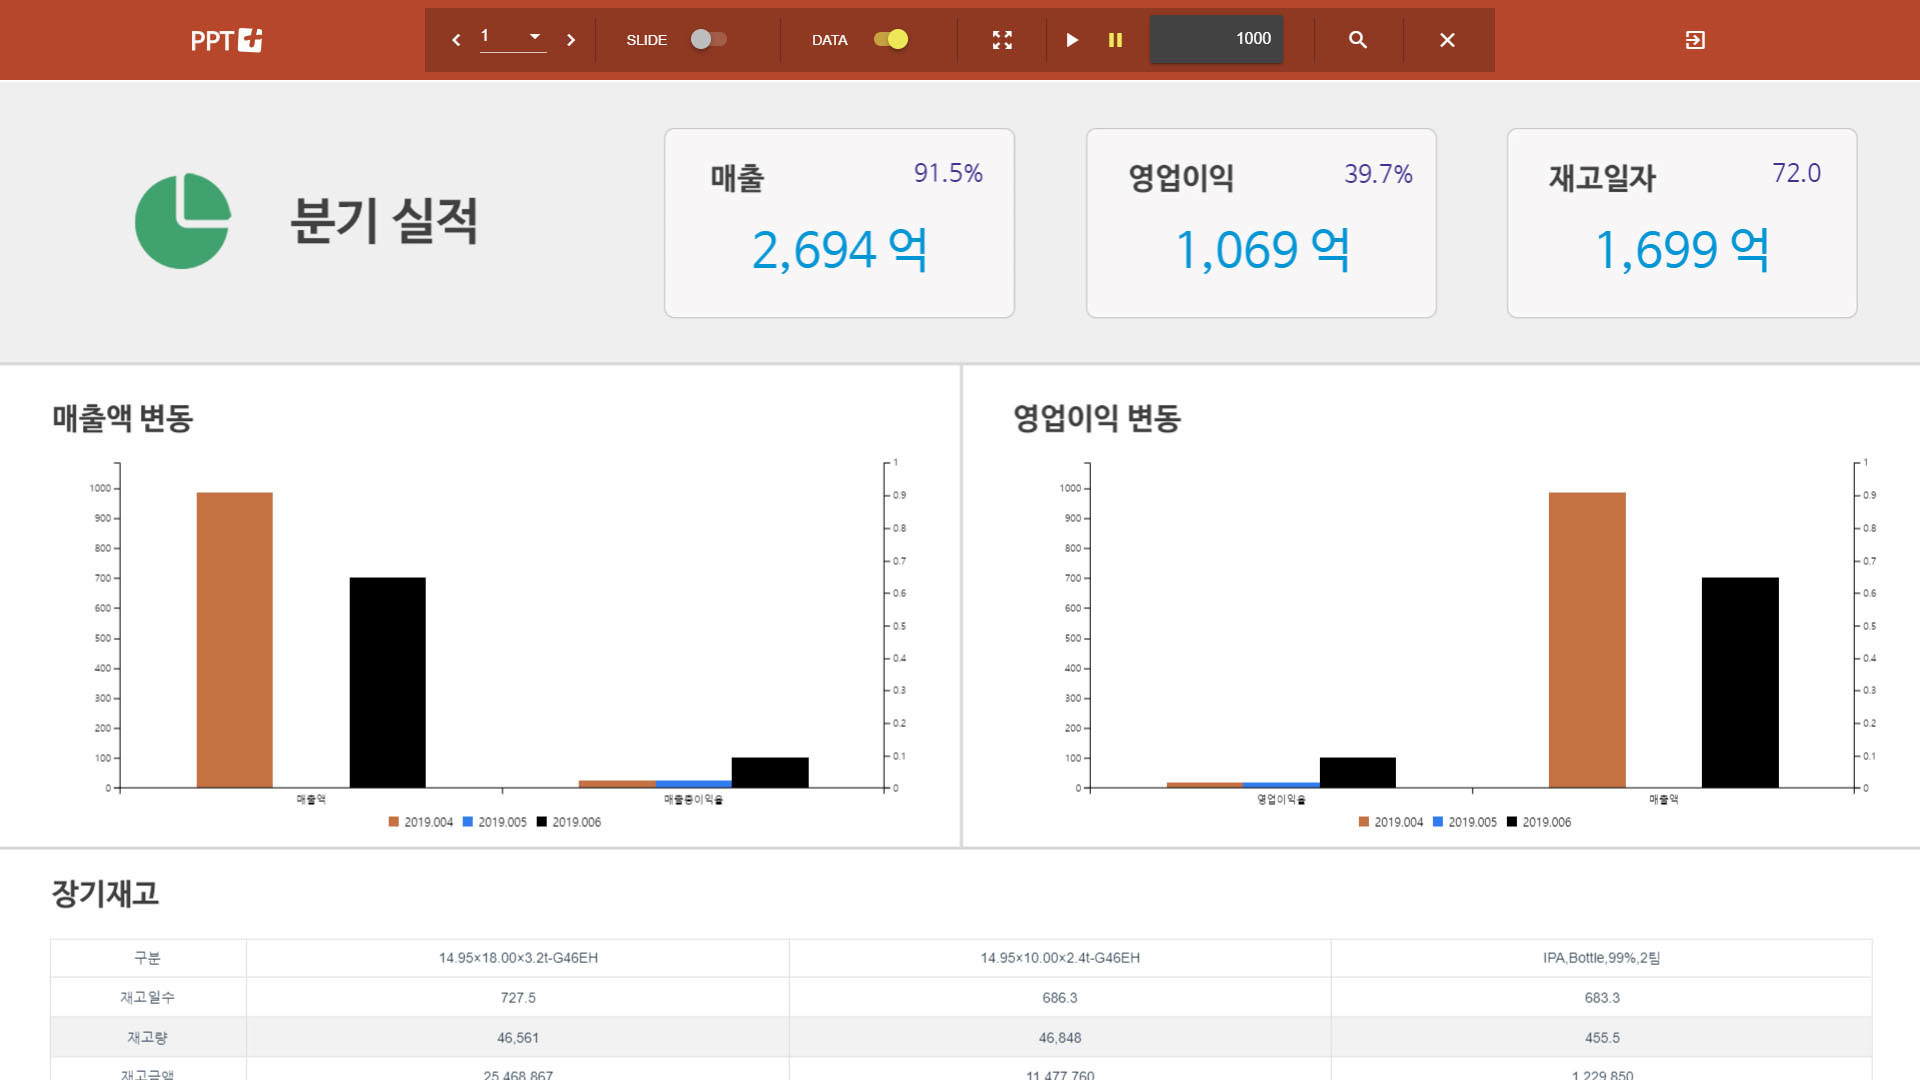 PPT
1
SLIDE
DATA
1000
분기 실적
매출
91.5%
2,694 억
영업이익
39.7%
1,069 억
재고일자
72.0
1,699 억
매출액 변동
1000
900
800
700
600
500
400
300
200
100
0
1
0.9
0.8
0.7
0.6
0.5
0.4
0.3
0.2
0.1
0
매출액
매출총이익율
2019.004 2019.005 2019.006
영업이익 변동
1000
900
800
700
600
500
400
300
200
100
0
1
0.9
0.8
0.7
0.6
0.5
0.4
0.3
0.2
0.1
0
영업이익율
매출액
2019.004 2019.005 2019.006
장기재고
구분 14.95×18.00×3.2t-G46EH 14.95×10.00×2.4t-G46EH IPA,Bottle,99%,2팀
재고일수 727.5 686.3 683.3
재고량 46,561 46,848 455.5
재고금액 25,468,867 11,477,760 1,229,850